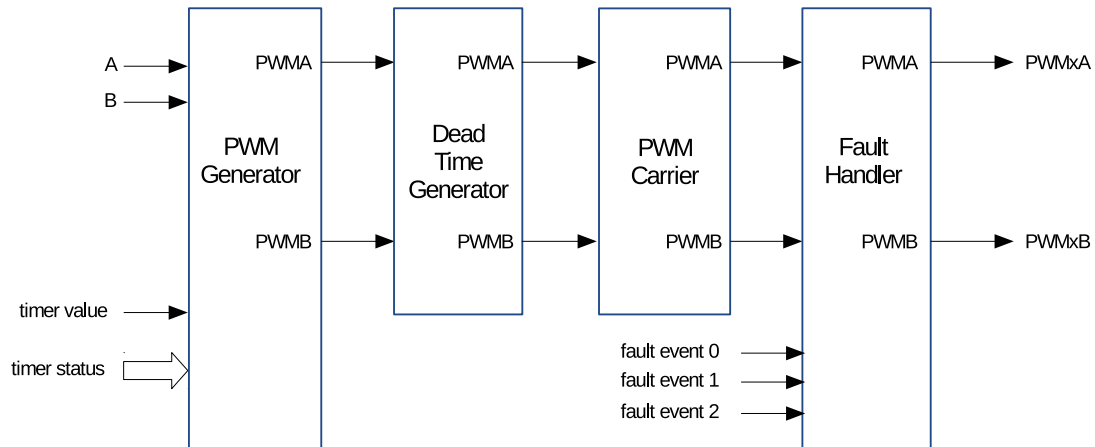 PWMA
PWMA
PWMA
PWMA
PWMxA
A
B
PWM
Generator
Dead
Time
Generator
PWM
Carrier
Fault
Handler
PWMB
PWMB
PWMB
PWMB
PWMxB
timer value
timer status
fault event 0
fault event 1
fault event 2